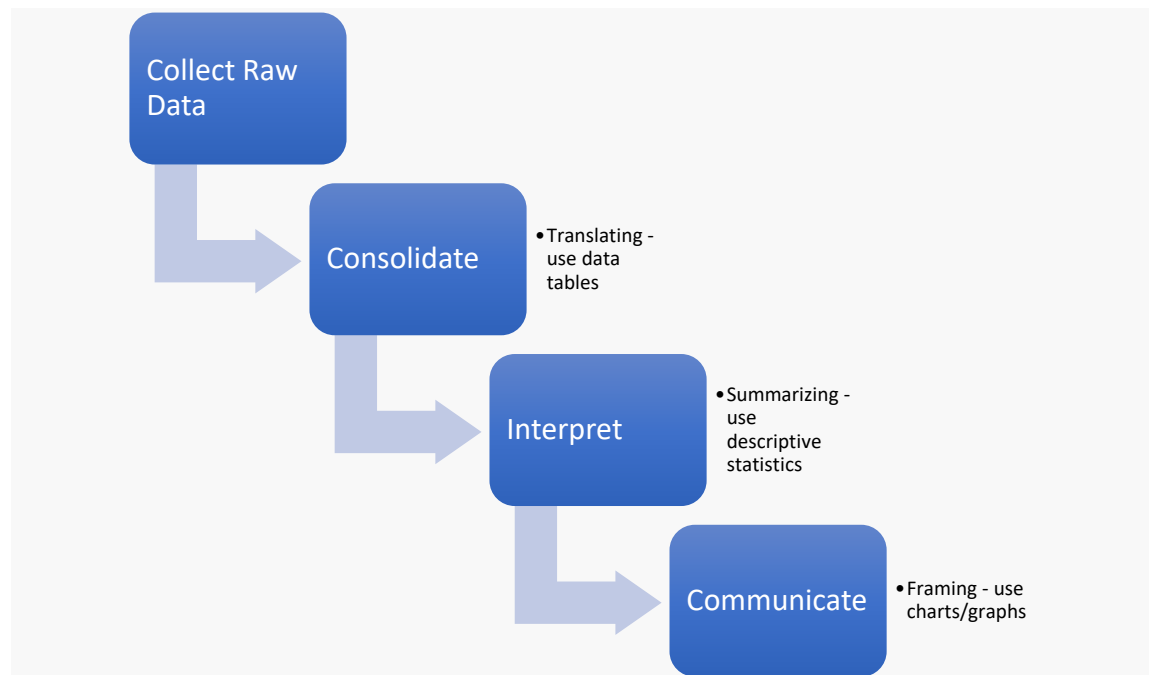 Collect Raw
Data
Consolidate
•Translating -
use data
tables
Interpret
•Summarizing -
use
descriptive
statistics
Communicate
•Framing - use
charts/graphs